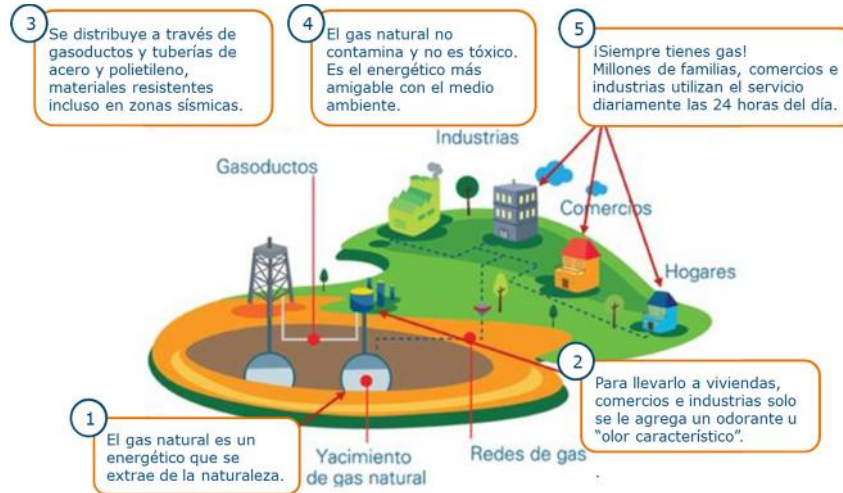 3
Se distribuye a través de
gasoductos y tuberías de
acero y polietileno,
materiales resistentes
incluso en zonas sísmicas.
4
El gas natural no
contamina y no es tóxico.
Es el energético más
amigable con el medio
ambiente.
5
¡Siempre tienes gas!
Millones de familias, comercios e
industrias utilizan el servicio
diariamente las 24 horas del día.
Industrias
Gasoductos
Comercios
Hogares
2
Para llevarlo a viviendas,
comercios e industrias solo
se le agrega un odorante u
“olor característico”.
1
El gas natural es un
energético que se
extrae de la naturaleza.
Yacimiento
de gas natural
Redes de gas
.